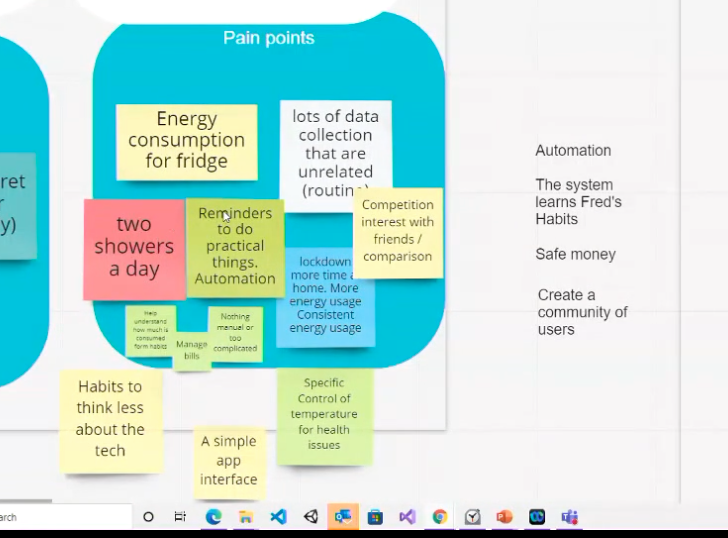 Pain points
Energy
consumption
for fridge
lots of data
collection
that are
unrelated
(routin
ret
r
y)
two
showers
a day
Reminders
to do
practical
things.
Automation
Competition
interest with
friends /
comparison
lockdown
more time a
home. More
energy usage
Consistent
energy usage
Help
understand
how much is
consumed
form habits
Manage
bills
Nothing
manual or
too
complicated
Habits to
think less
about the
tech
A simple
app
interface
Specific
Control of
temperature
for health
issues
Automation
The system
learns Fred's
Habits
Safe money
Create a
community of
users
arch